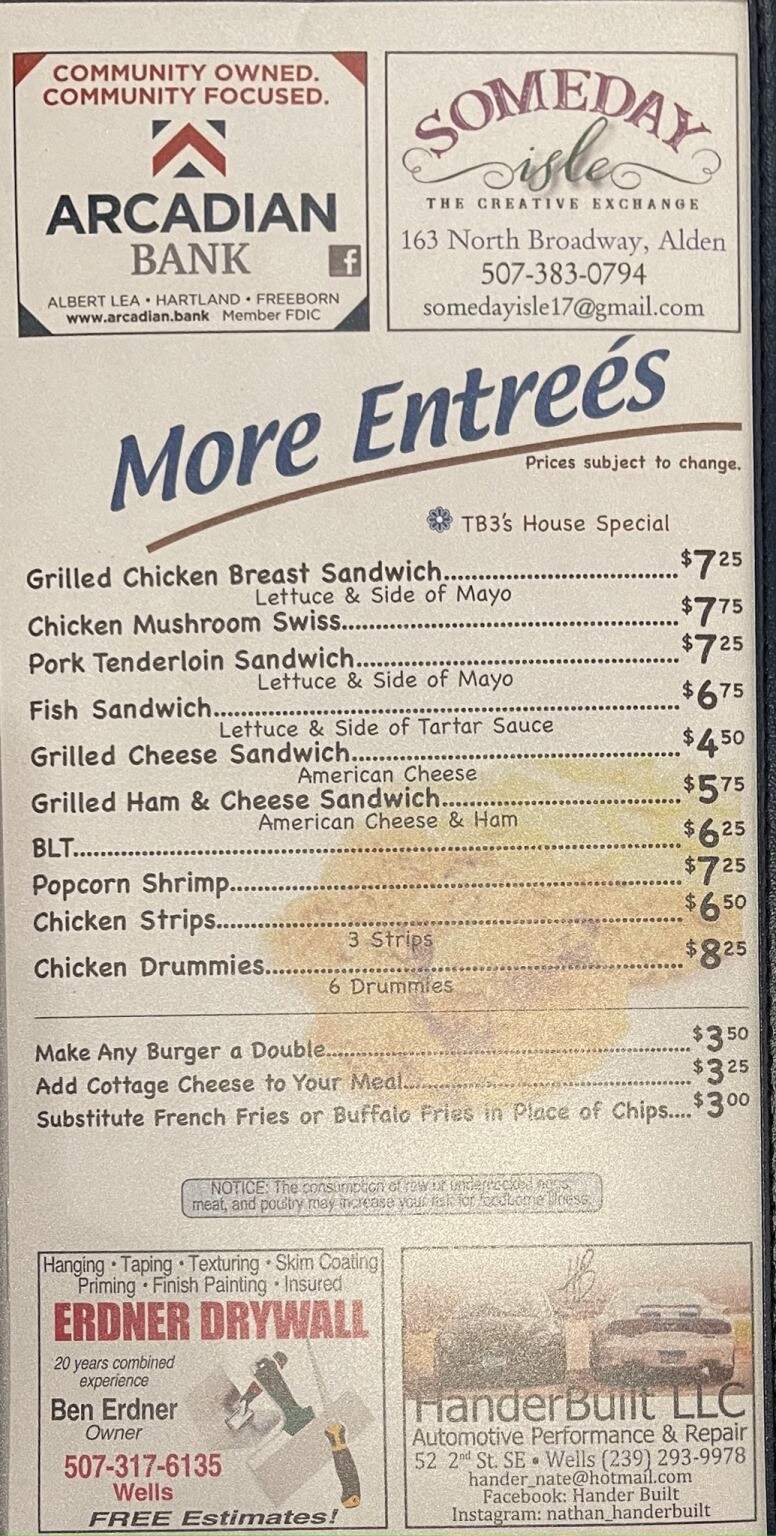 COMMUNITY OWNED.
COMMUNITY FOCUSED.
ARCADIAN
BANK
f
ALBERT LEA • HARTLAND • FREEBORN
www.arcadian.bank Member FDIC
SOMEDAY
isle
THE CREATIVE EXCHANGE
163 North Broadway, Alden
507-383-0794
somedayisle17@gmail.com
More Entreés
Prices subject to change.
TB3's House Special
Grilled Chicken Breast Sandwich....................$7 25
Lettuce & Side of Mayo
Chicken Mushroom Swiss....................$7 75
Pork Tenderloin Sandwich....................$7 25
Lettuce & Side of Mayo
Fish Sandwich....................$6 75
Lettuce & Side of Tartar Sauce
Grilled Cheese Sandwich....................$4 50
American Cheese
Grilled Ham & Cheese Sandwich....................$5 75
American Cheese & Ham
BLT....................$6 25
Popcorn Shrimp....................$7 25
Chicken Strips....................$6 50
3 Strips
Chicken Drummies....................$8 25
6 Drummies
Make Any Burger a Double....................$3 50
Add Cottage Cheese to Your Meal....................$3 25
Substitute French Fries or Buffalo Fries in Place of Chips....$3 00
NOTICE: The consumption of raw or undercooked eggs,
meat, and poultry may increase your risk for foodborne illness.
Hanging • Taping • Texturing • Skim Coating
Priming • Finish Painting • Insured
ERDNER DRYWALL
20 years combined
experience
Ben Erdner
Owner
507-317-6135
Wells
FREE Estimates!
HB
HanderBuilt LLC
Automotive Performance & Repair
52 2nd St. SE • Wells (239) 293-9978
hander_nate@hotmail.com
Facebook: Hander Built
Instagram: nathan_handerbuilt